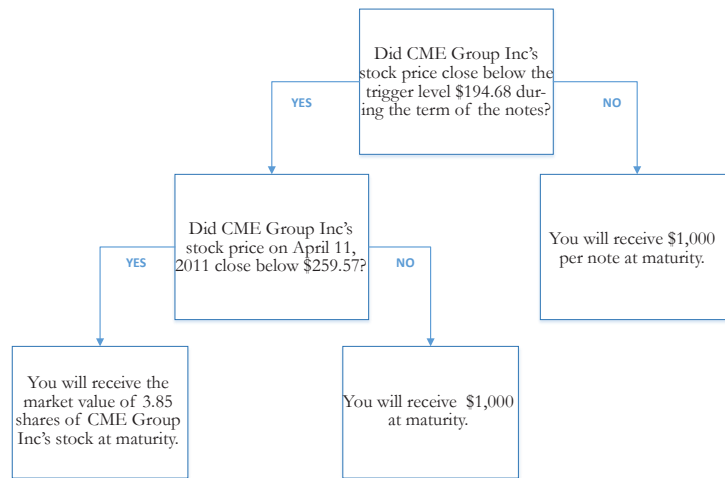 Did CME Group Inc's
stock price close below the
trigger level $194.68 dur-
ing the term of the notes?
YES
NO
Did CME Group Inc's
stock price on April 11,
2011 close below $259.57?
You will receive $1,000
per note at maturity.
YES
NO
You will receive the
market value of 3.85
shares of CME Group
Inc's stock at maturity.
You will receive $1,000
at maturity.